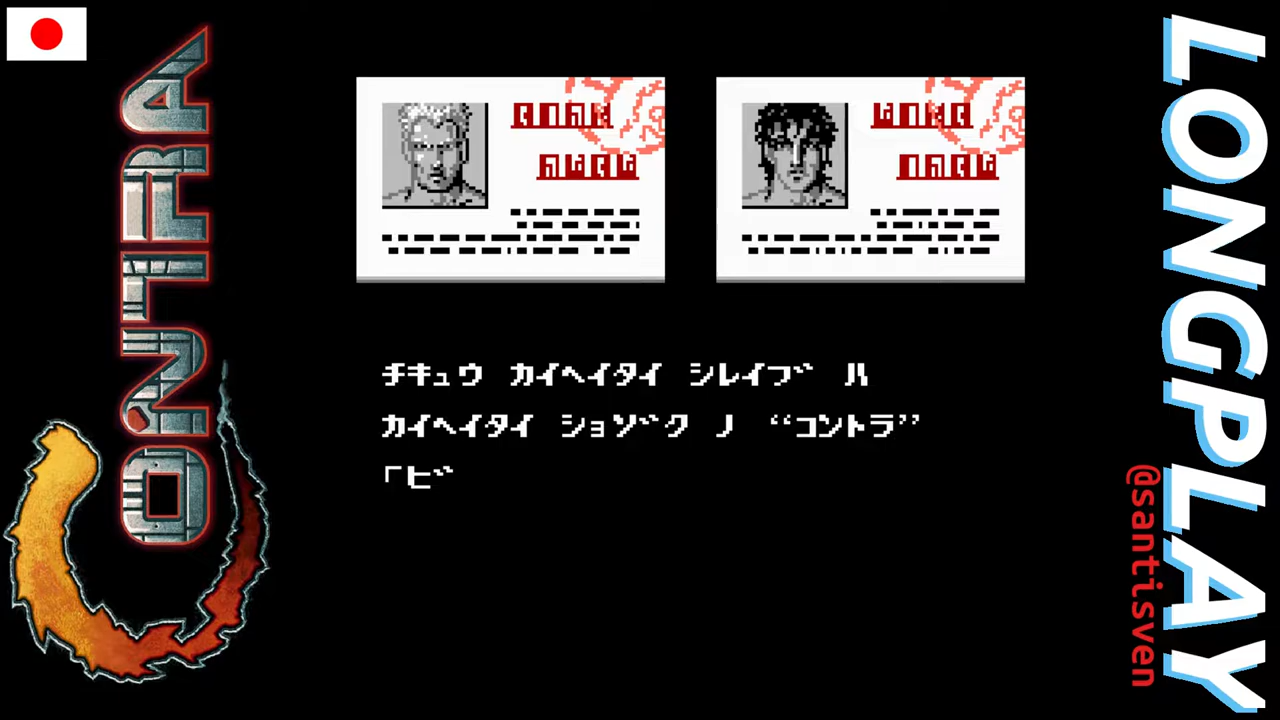 CONTRA
チキュウ カイヘイタイ シレイブ ハ
カイヘイタイ ショゾク ノ “コントラ”
「ビ
LONGPLAY
@santisven